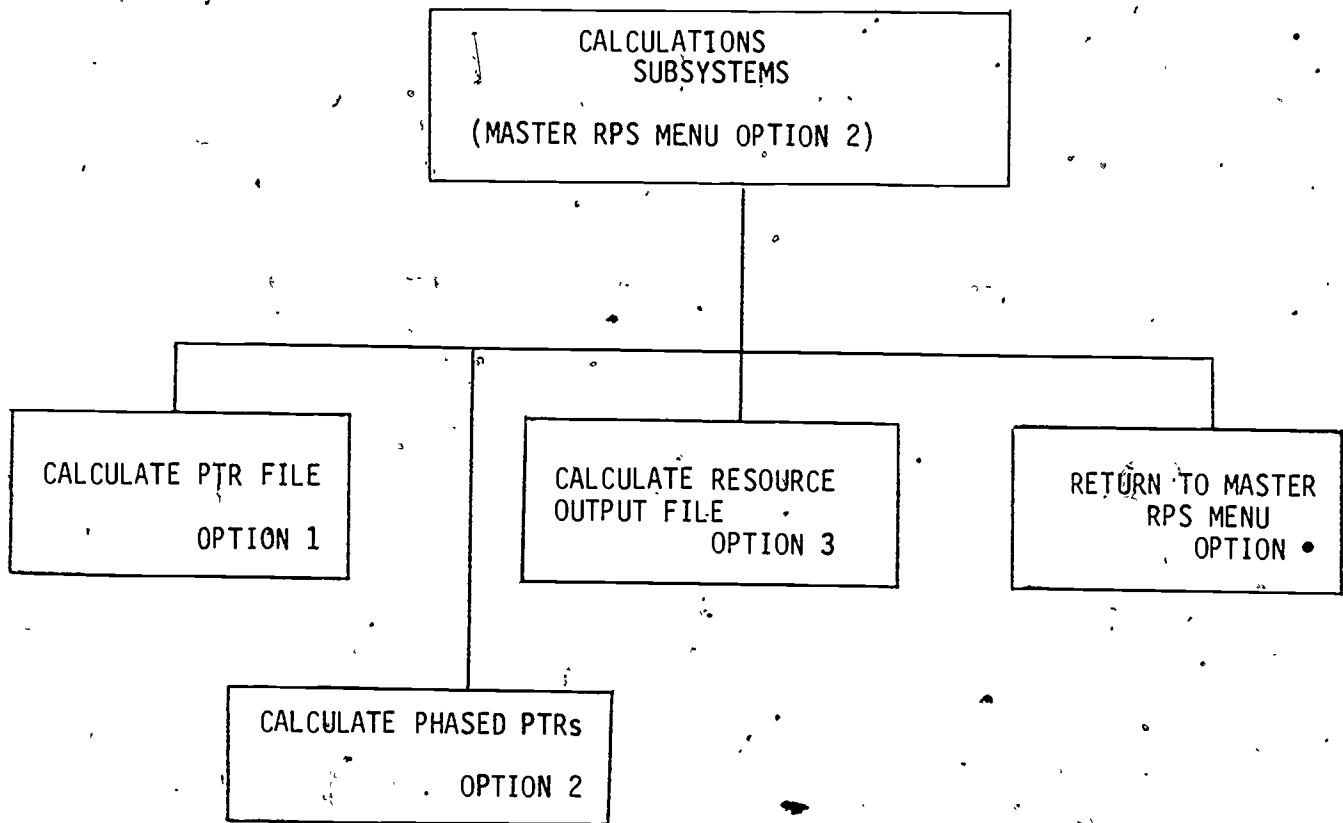 CALCULATIONS
SUBSYSTEMS
(MASTER RPS MENU OPTION 2)
CALCULATE PTR FILE
OPTION 1
CALCULATE RESOURCE
OUTPUT FILE
OPTION 3
RETURN TO MASTER
RPS MENU
OPTION •
CALCULATE PHASED PTRs
OPTION 2